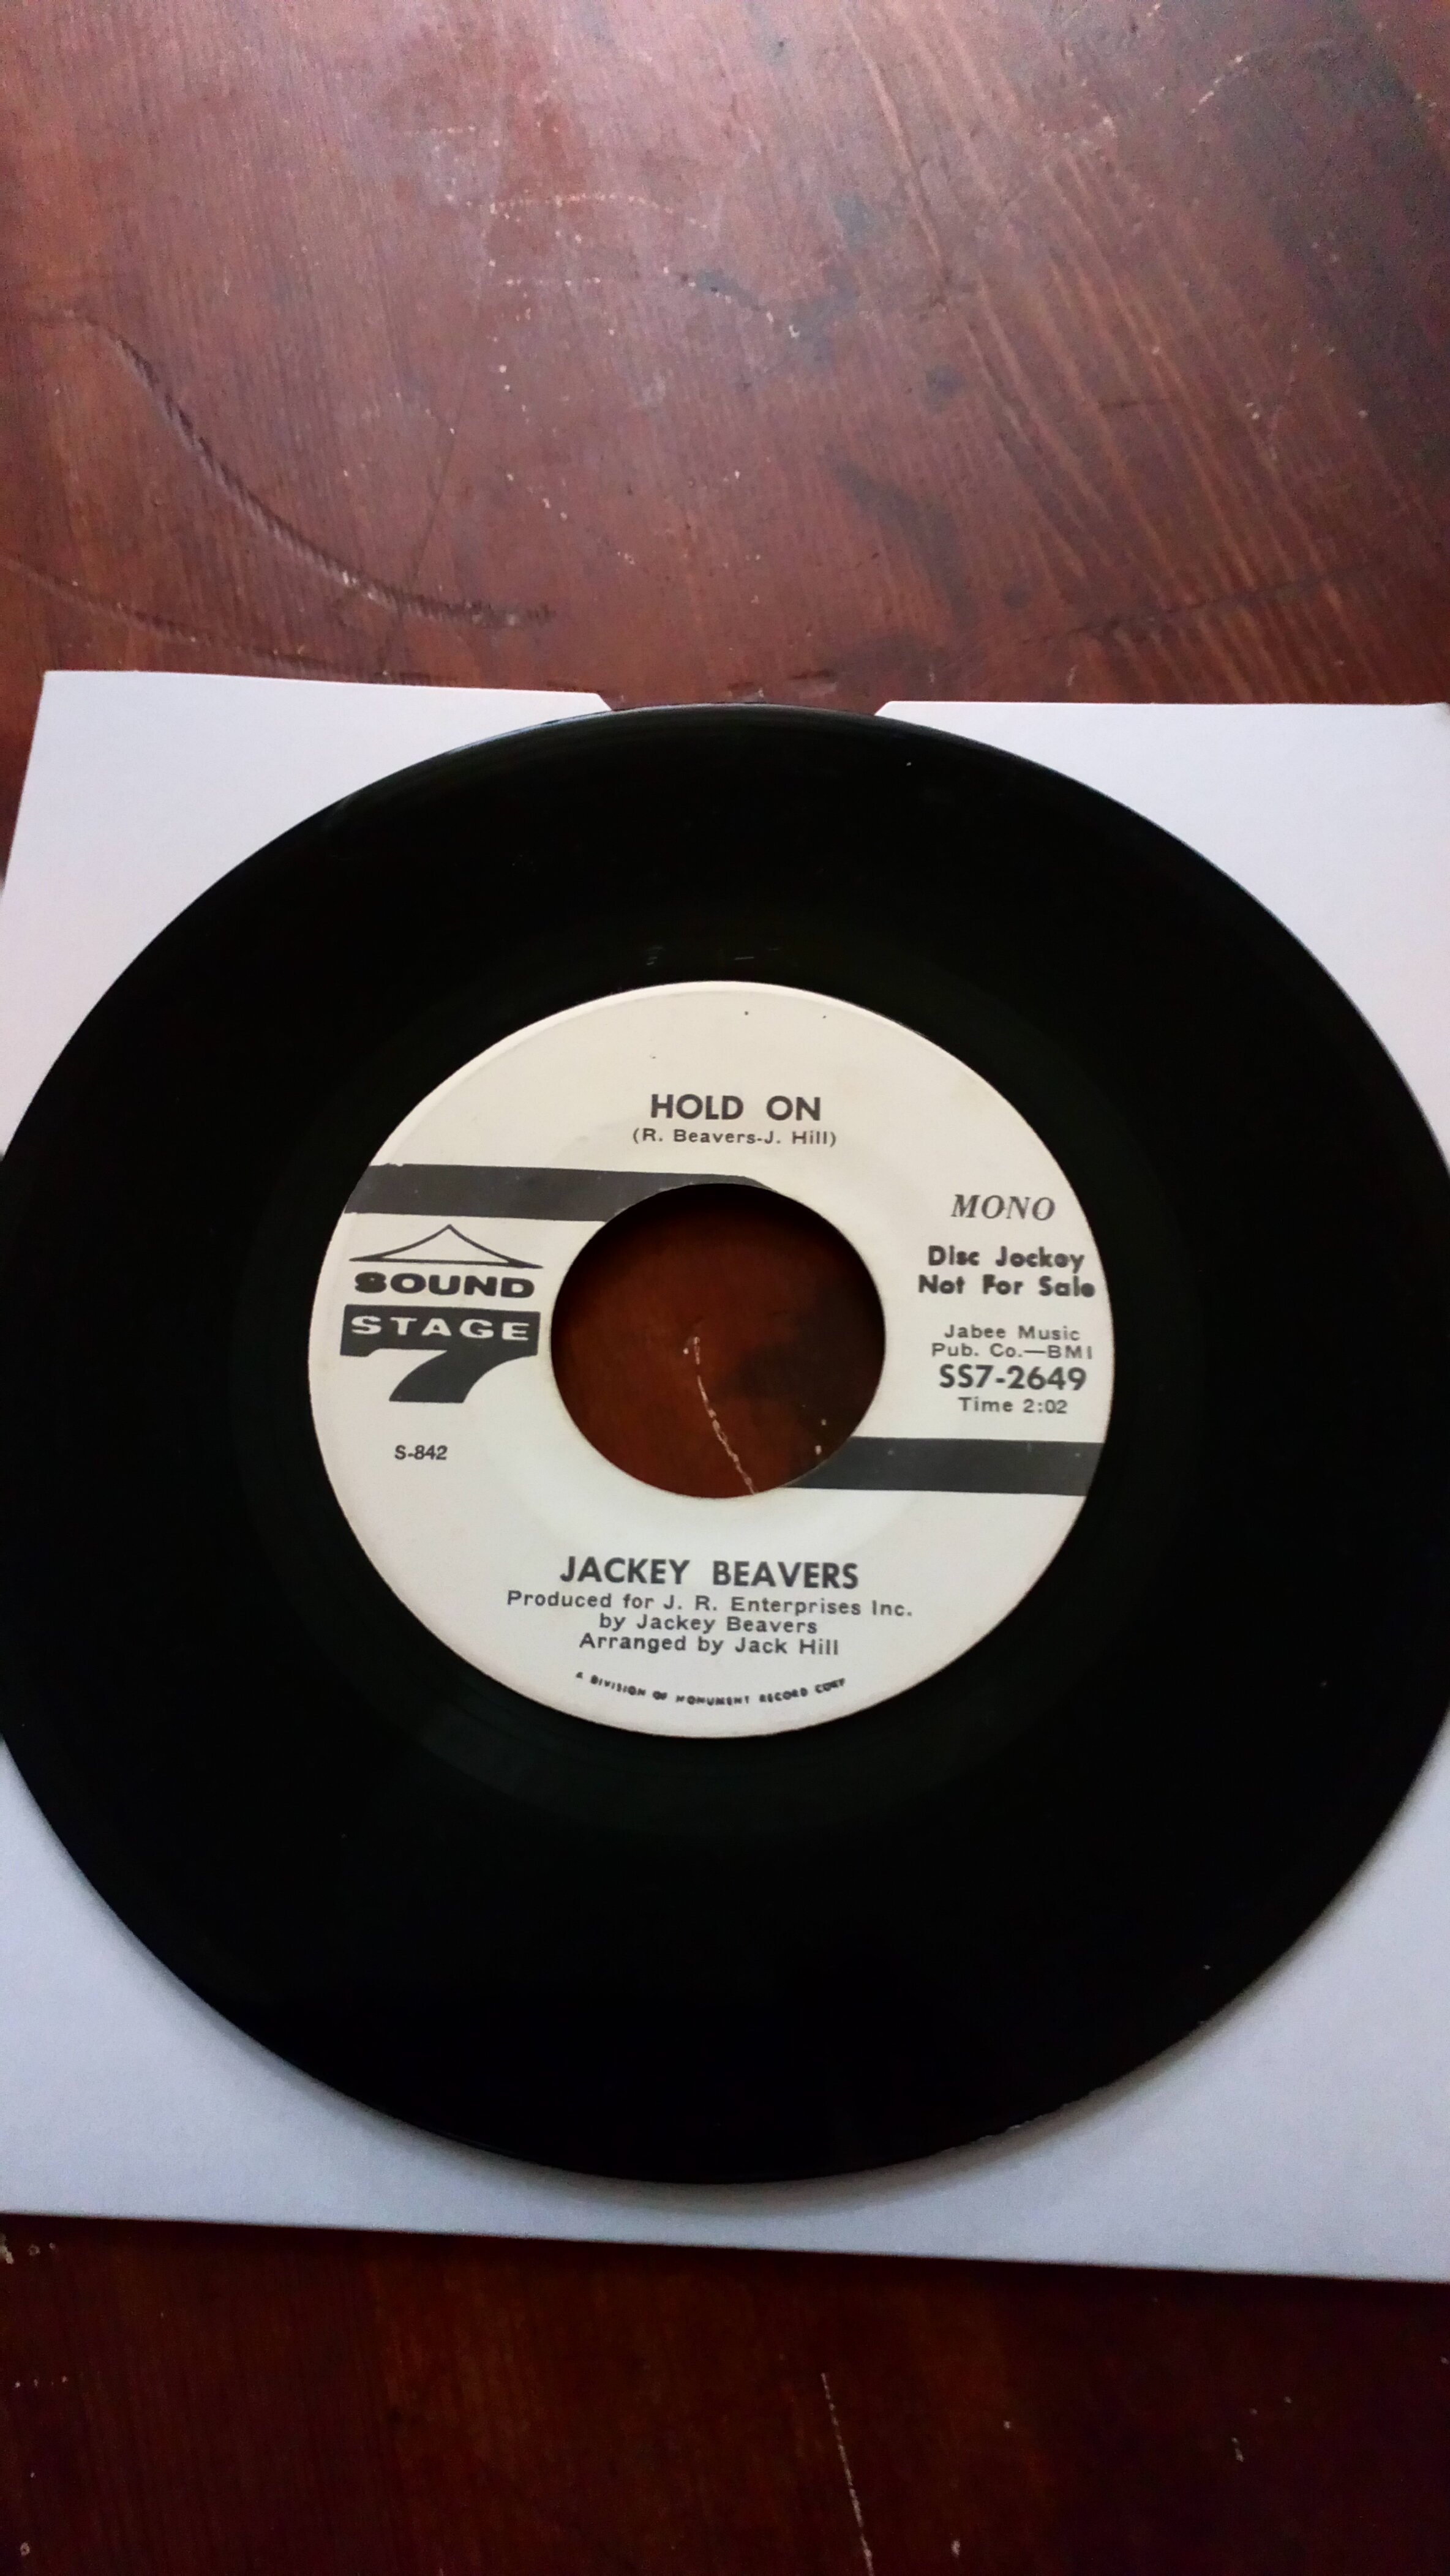 HOLD ON
(R. Beavers-J. Hill)
SOUND
STAGE
7
S-842
MONO
Disc Jockey
Not For Sale
Jabee Music
Pub. Co.—BMI
SS7-2649
Time 2:02
JACKEY BEAVERS
Produced for J. R. Enterprises Inc.
by Jackey Beavers
Arranged by Jack Hill
A DIVISION OF MONUMENT RECORD CORP